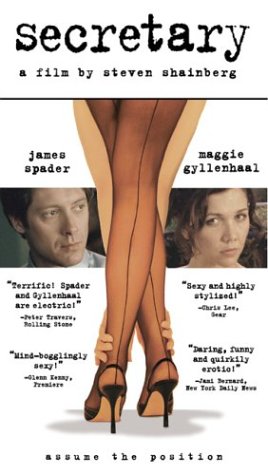 secretary
a film by steven shainberg
james
spader
maggie
gyllenhaal
"Terrific! Spader
and Gyllenhaal
are electric!"
-Peter Travers,
Rolling Stone
"Sexy and highly
stylized!"
-Chris Lee,
Gear
"Mind-bogglingly
sexy!"
-Glenn Kenny,
Premiere
"Daring, funny
and quirkily
erotic!"
-Jami Bernard,
New York Daily News
assume the position